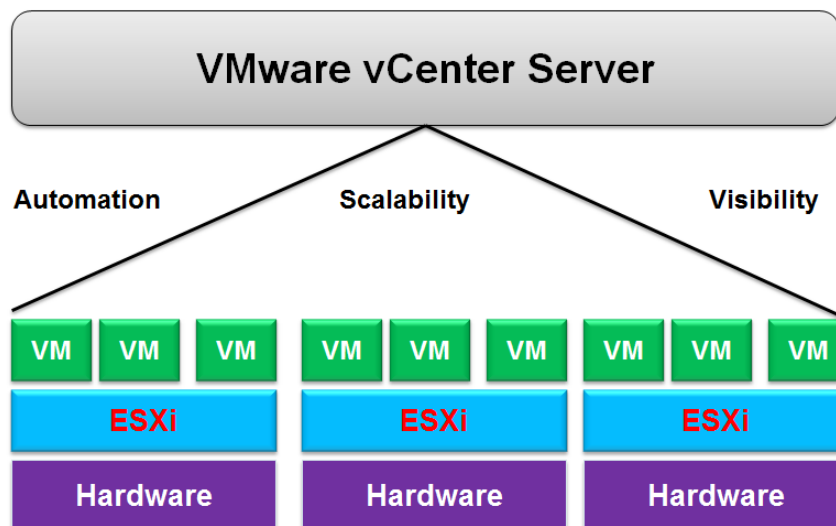 VMware vCenter Server
Automation Scalability Visibility
VM VM VM VM VM VM VM VM VM
ESXi ESXi ESXi
Hardware Hardware Hardware